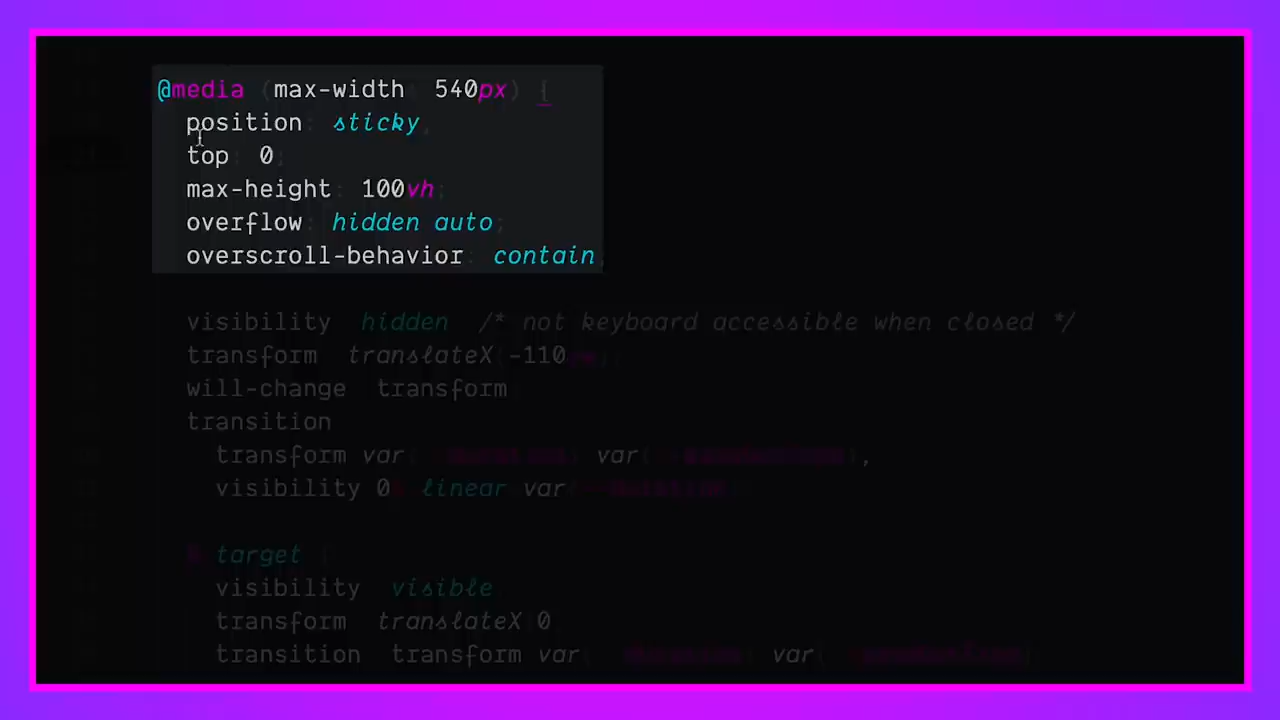 @media (max-width 540px) {
position: sticky;
top: 0;
max-height: 100vh;
overflow: hidden auto;
overscroll-behavior: contain;
visibility hidden /* not keyboard accessible when closed */
transform translateX(-110
will-change transform
transition
transform var( ) var( ),
visibility 0 linear var(
target {
visibility visible
transform translateX 0
transition transform var( ) var(